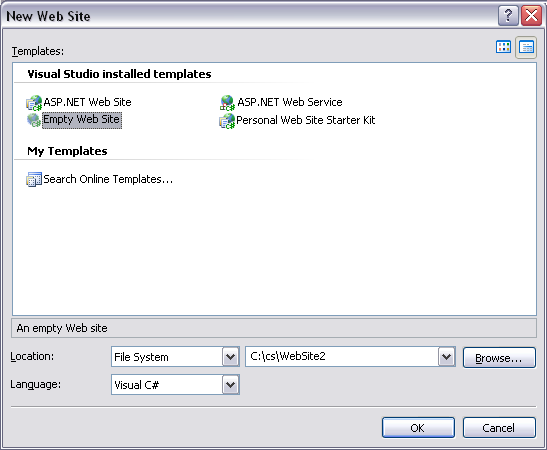 New Web Site
Templates:
Visual Studio installed templates
ASP.NET Web Site
ASP.NET Web Service
Empty Web Site
Personal Web Site Starter Kit
My Templates
Search Online Templates...
An empty Web site
Location: File System C:\cs\WebSite2 Browse...
Language: Visual C#
OK Cancel